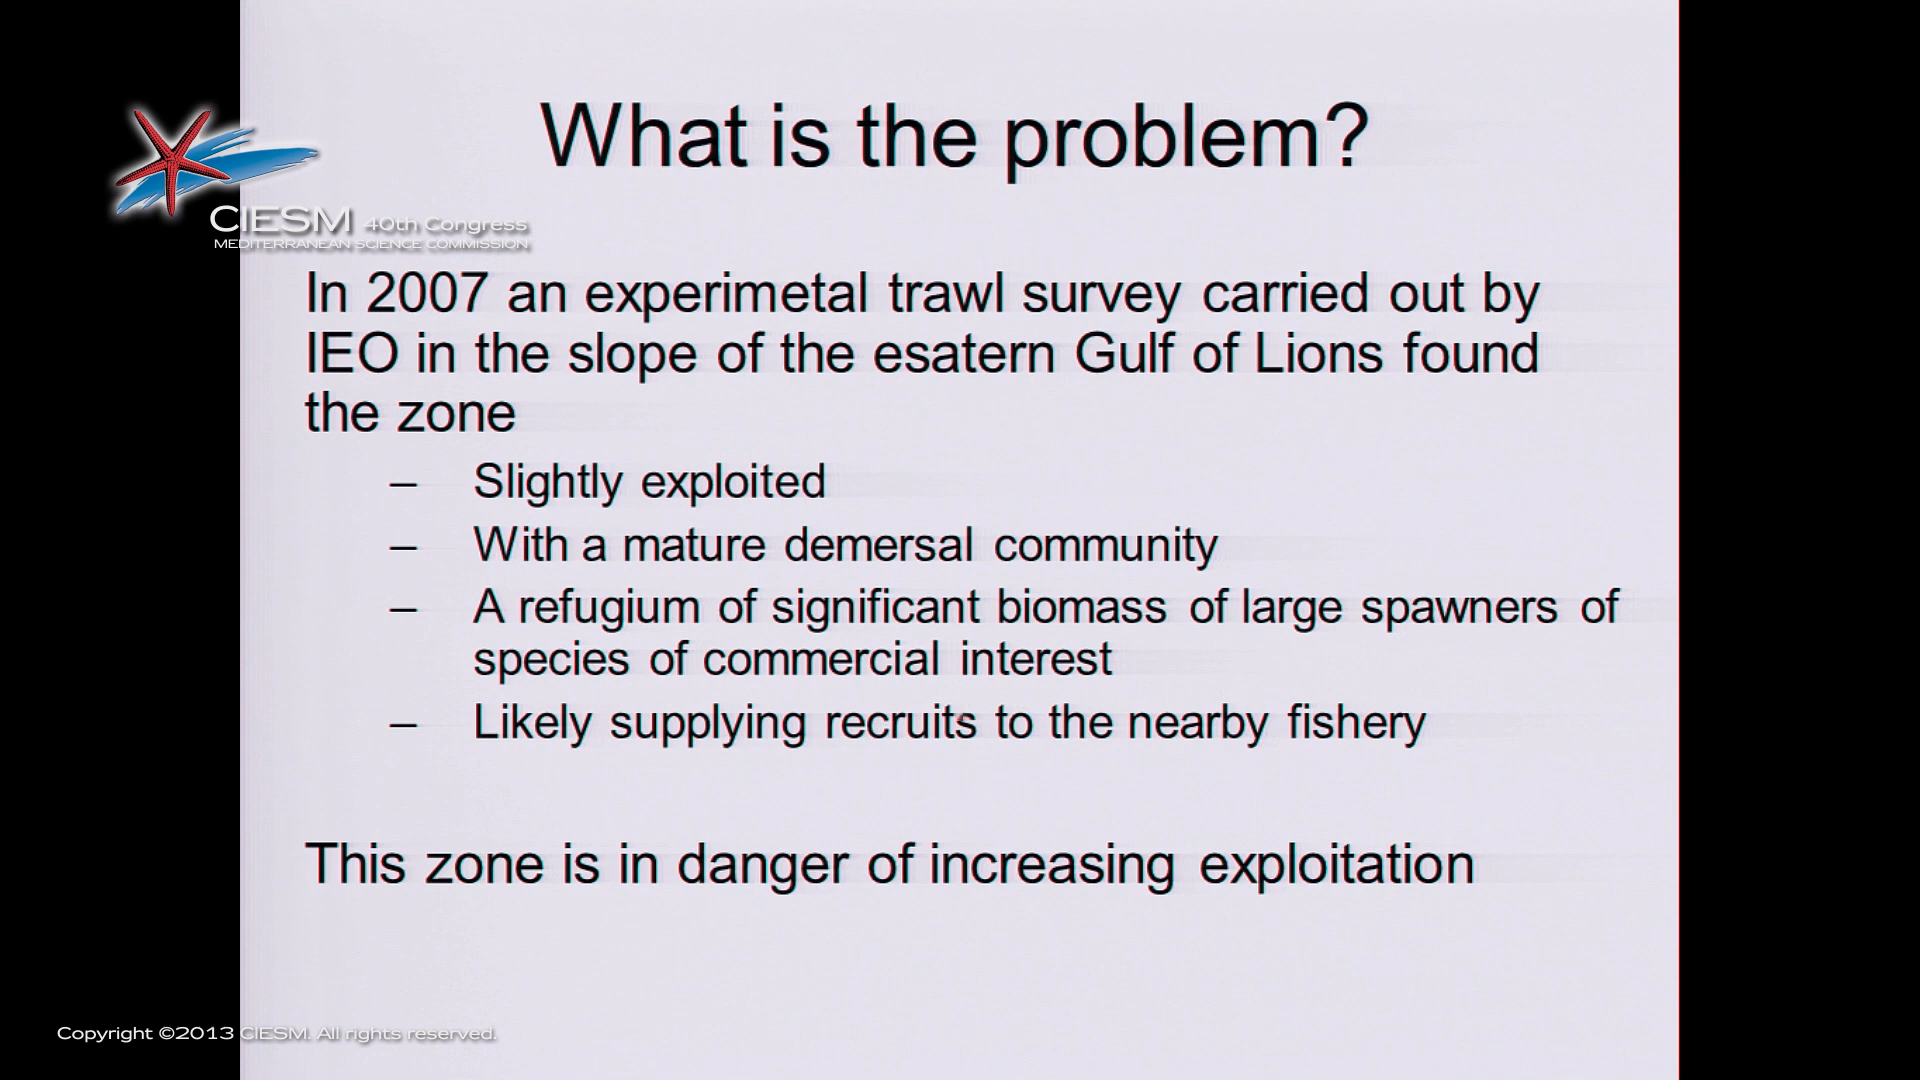 What is the problem?
CIESM 40th Congress
MEDITERRANEAN SCIENCE COMMISSION
In 2007 an experimetal trawl survey carried out by
IEO in the slope of the esatern Gulf of Lions found
the zone
– Slightly exploited
– With a mature demersal community
– A refugium of significant biomass of large spawners of
species of commercial interest
– Likely supplying recruits to the nearby fishery
This zone is in danger of increasing exploitation
Copyright ©2013 CIESM. All rights reserved.